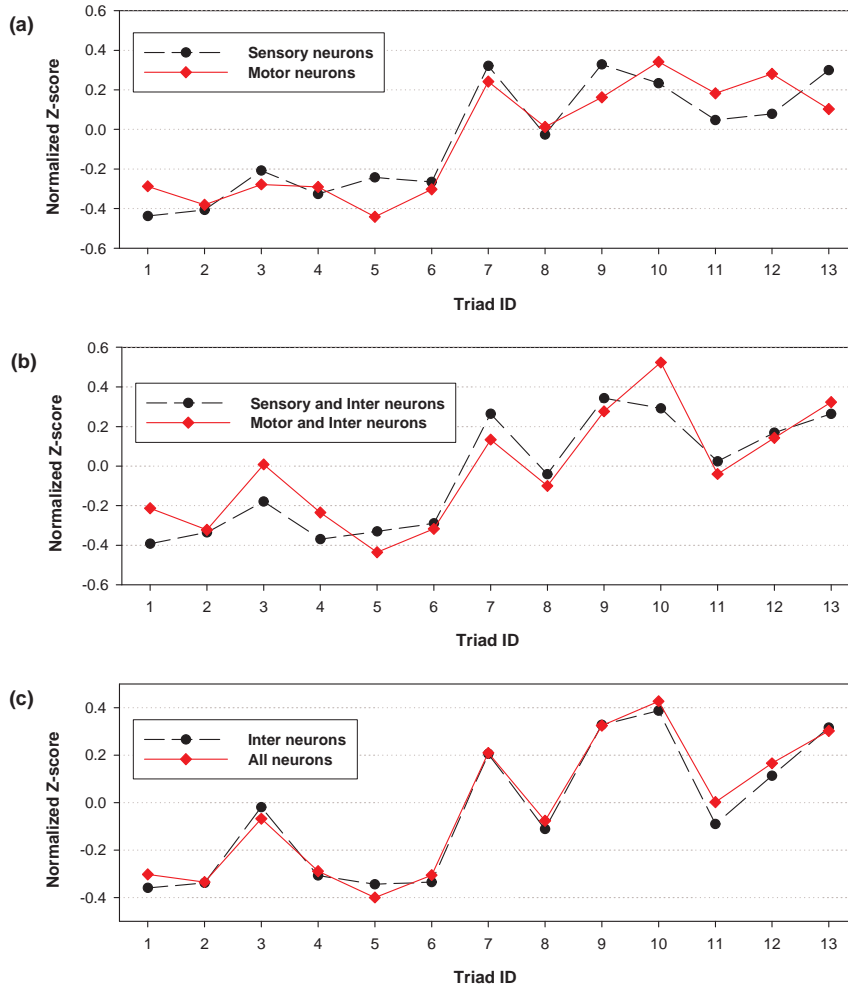 (a)
Normalized Z-score
0.6
0.4
0.2
0.0
-0.2
-0.4
-0.6
Sensory neurons
Motor neurons
1 2 3 4 5 6 7 8 9 10 11 12 13
Triad ID
(b)
Normalized Z-score
0.6
0.4
0.2
0.0
-0.2
-0.4
-0.6
Sensory and Inter neurons
Motor and Inter neurons
1 2 3 4 5 6 7 8 9 10 11 12 13
Triad ID
(c)
Normalized Z-score
0.4
0.2
0.0
-0.2
-0.4
Inter neurons
All neurons
1 2 3 4 5 6 7 8 9 10 11 12 13
Triad ID